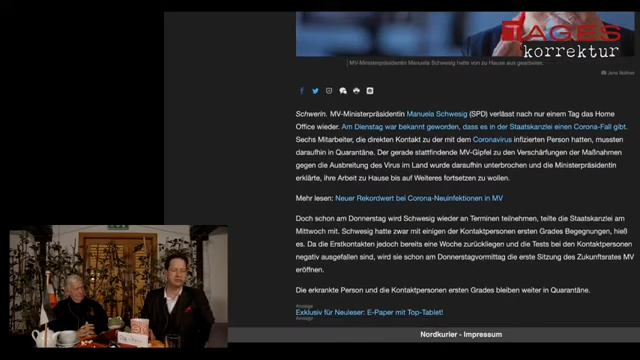 TAGES
korrektur
MV-Ministerpräsidentin Manuela Schwesig hatte von zu Hause aus gearbeitet.
Jens Büttner
Schwerin. MV-Ministerpräsidentin Manuela Schwesig (SPD) verlässt nach nur einem Tag das Home
Office wieder. Am Dienstag war bekannt geworden, dass es in der Staatskanzlei einen Corona-Fall gibt.
Sechs Mitarbeiter, die direkten Kontakt zu der mit dem Coronavirus infizierten Person hatten, mussten
daraufhin in Quarantäne. Der gerade stattfindende MV-Gipfel zu den Verschärfungen der Maßnahmen
gegen die Ausbreitung des Virus im Land wurde daraufhin unterbrochen und die Ministerpräsidentin
erklärte, ihre Arbeit zu Hause bis auf Weiteres fortsetzen zu wollen.
Mehr lesen: Neuer Rekordwert bei Corona-Neuinfektionen in MV
Doch schon am Donnerstag wird Schwesig wieder an Terminen teilnehmen, teilte die Staatskanzlei am
Mittwoch mit. Schwesig hatte zwar mit einigen der Kontaktpersonen ersten Grades Begegnungen, hieß
es. Da die Erstkontakten jedoch bereits eine Woche zurückliegen und die Tests bei den Kontaktpersonen
negativ ausgefallen sind, wird sie schon am Donnerstagvormittag die erste Sitzung des Zukunftsrates MV
eröffnen.
Die erkrankte Person und die Kontaktpersonen ersten Grades bleiben weiter in Quarantäne.
Anzeige
Exklusiv für Neuleser: E-Paper mit Top-Tablet!
Anzeige
Nordkurier - Impressum